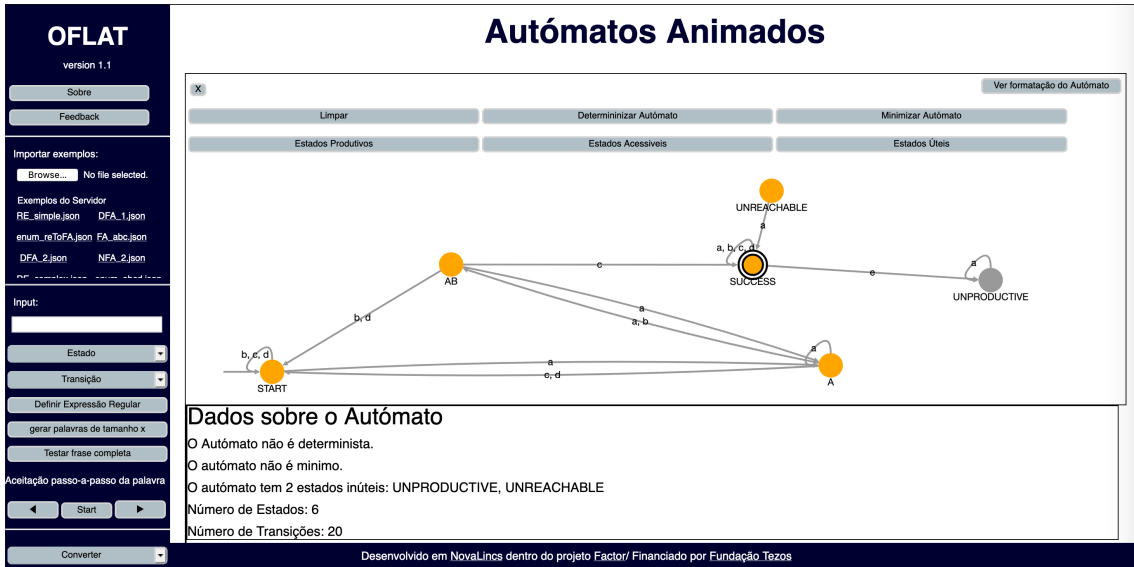 OFLAT
version 1.1
Sobre
Feedback
Importar exemplos:
Browse... No file selected.
Exemplos do Servidor
RE_simple.json DFA_1.json
enum_reToFA.json FA_abc.json
DFA_2.json NFA_2.json
RE_complex.json enum_abcd.json
Input:
Estado
Transição
Definir Expressão Regular
gerar palavras de tamanho x
Testar frase completa
Aceitação passo-a-passo da palavra
Start
Converter
Autómatos Animados
X
Ver formatação do Autómato
Limpar
Determininizar Autómato
Minimizar Autómato
Estados Produtivos
Estados Acessiveis
Estados Úteis
UNREACHABLE
a
a, b, c, d
SUCCESS
c
AB
e
a
UNPRODUCTIVE
b, d
a
a, b
b, c, d
START
a
c, d
a
A
Dados sobre o Autómato
O Autómato não é determinista.
O autómato não é minimo.
O autómato tem 2 estados inúteis: UNPRODUCTIVE, UNREACHABLE
Número de Estados: 6
Número de Transições: 20
Desenvolvido em NovaLincs dentro do projeto Factor/ Financiado por Fundação Tezos